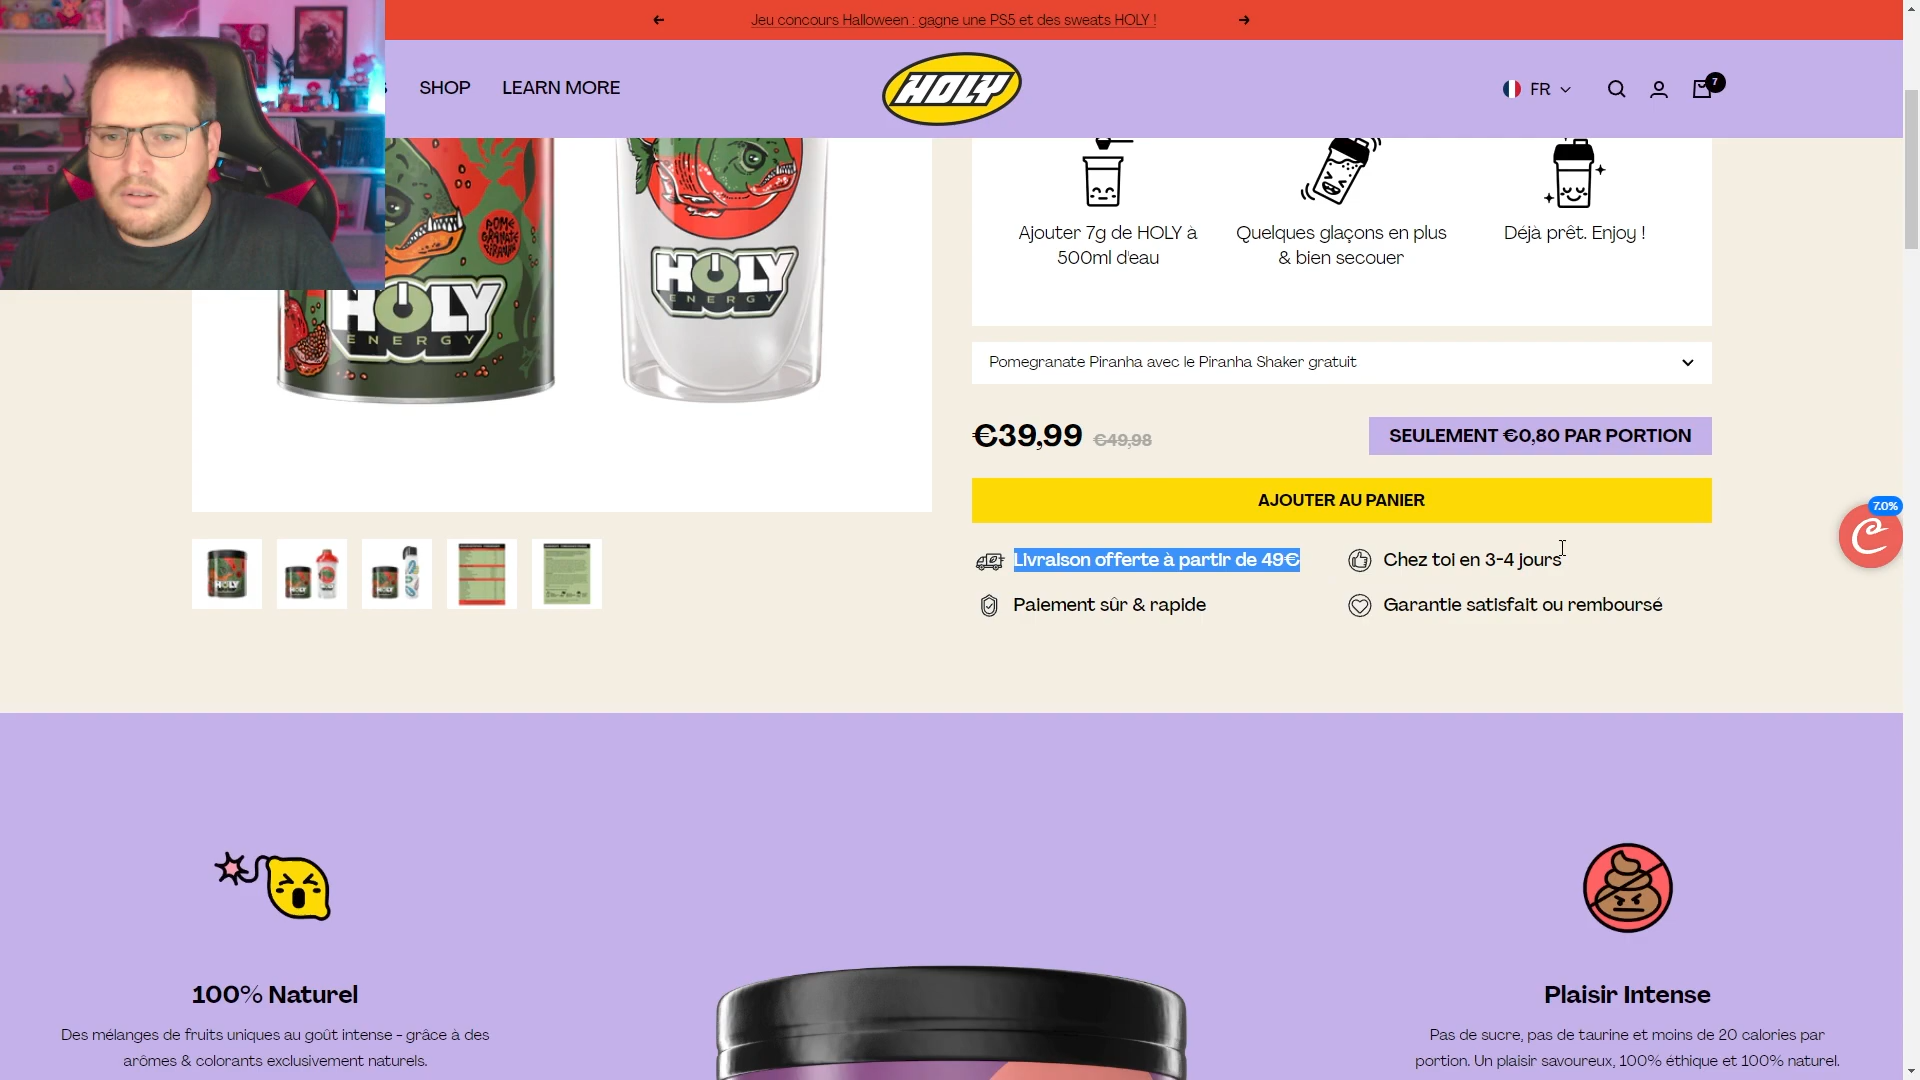 Jeu concours Halloween : gagne une PS5 et des sweats HOLY !
SHOP
LEARN MORE
HOLY
FR
7
POME
GRANATE
PIRANHA
HOLY
ENERGY
HOLY
ENERGY
Ajouter 7g de HOLY à
500ml d'eau
Quelques glaçons en plus
& bien secouer
Déjà prêt. Enjoy !
Pomegranate Piranha avec le Piranha Shaker gratuit
€39,99 €49,98
SEULEMENT €0,80 PAR PORTION
AJOUTER AU PANIER
7.0%
Livraison offerte à partir de 49€
Chez toi en 3-4 jours
Paiement sûr & rapide
Garantie satisfait ou remboursé
HOLY
100% Naturel
Des mélanges de fruits uniques au goût intense - grâce à des
arômes & colorants exclusivement naturels.
Plaisir Intense
Pas de sucre, pas de taurine et moins de 20 calories par
portion. Un plaisir savoureux, 100% éthique et 100% naturel.